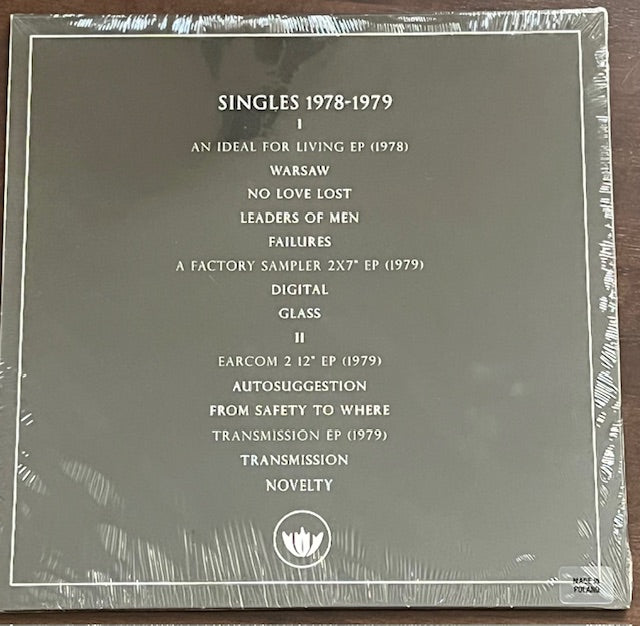 SINGLES 1978-1979
I
AN IDEAL FOR LIVING EP (1978)
WARSAW
NO LOVE LOST
LEADERS OF MEN
FAILURES
A FACTORY SAMPLER 2X7" EP (1979)
DIGITAL
GLASS
II
EARCOM 2 12" EP (1979)
AUTOSUGGESTION
FROM SAFETY TO WHERE
TRANSMISSION EP (1979)
TRANSMISSION
NOVELTY
MADE IN
POLAND